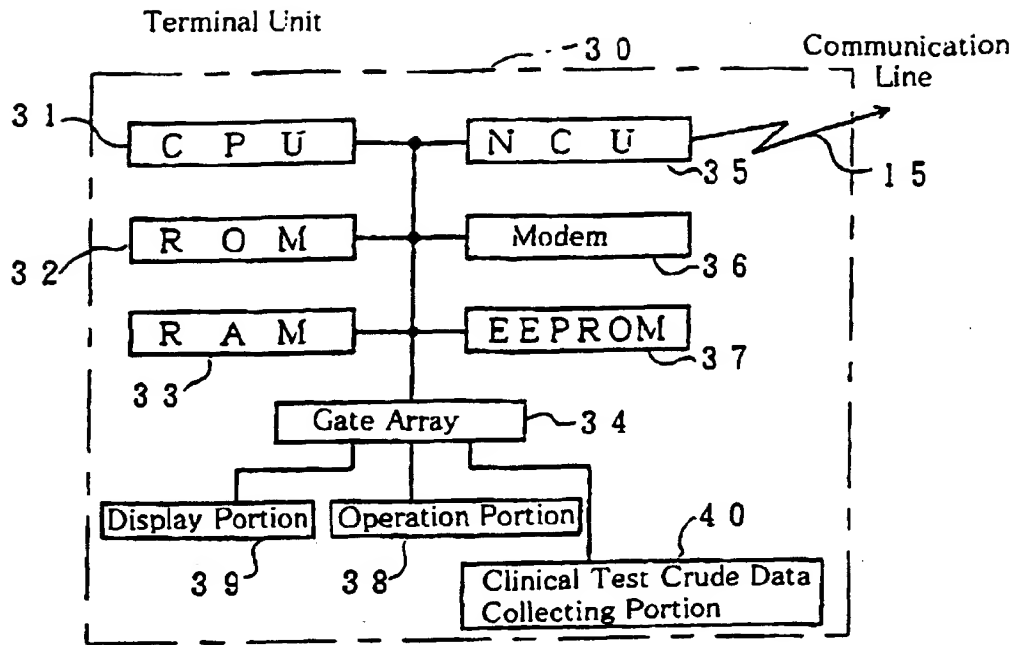 Terminal Unit
30
Communication
Line
31
CPU
NCU
35
15
ROM
32
Modem
36
RAM
33
EEPROM
37
Gate Array
34
Display Portion
39
Operation Portion
38
40
Clinical Test Crude Data
Collecting Portion